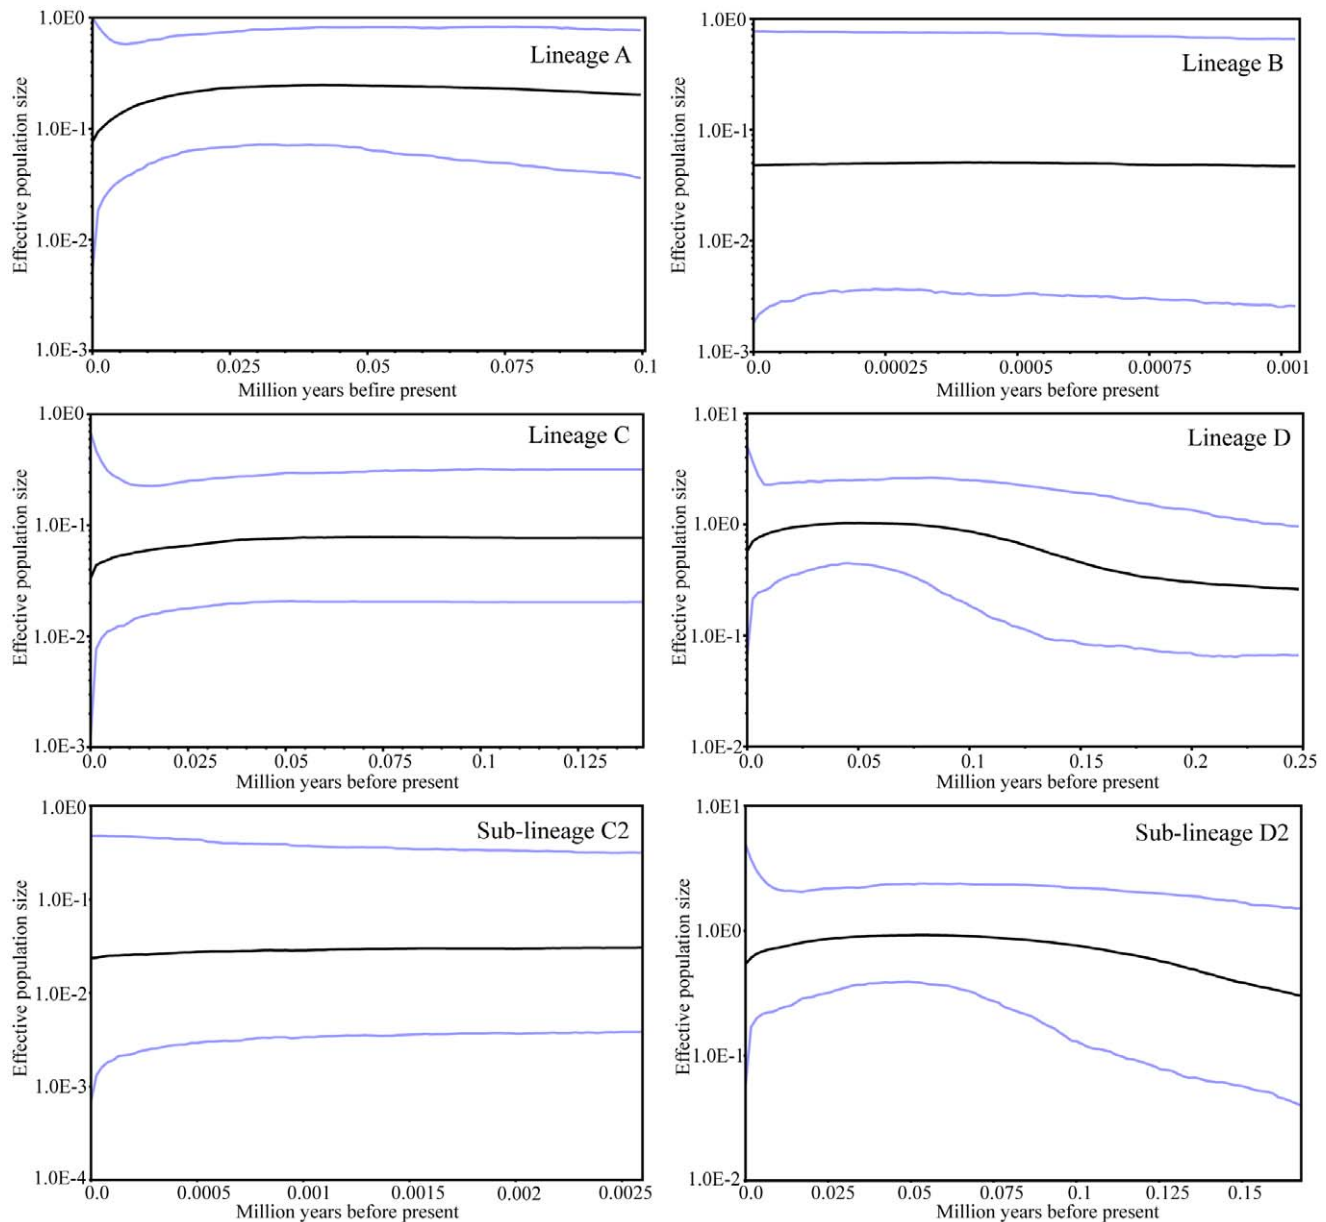 Lineage A
Effective population size
1.0E0
1.0E-1
1.0E-2
1.0E-3
0.0 0.025 0.05 0.075 0.1
Million years befire present
Lineage B
Effective population size
1.0E0
1.0E-1
1.0E-2
1.0E-3
0.0 0.00025 0.0005 0.00075 0.001
Million years before present
Lineage C
Effective population size
1.0E0
1.0E-1
1.0E-2
1.0E-3
0.0 0.025 0.05 0.075 0.1 0.125
Million years before present
Lineage D
Effective population size
1.0E1
1.0E0
1.0E-1
1.0E-2
0.0 0.05 0.1 0.15 0.2 0.25
Million years before present
Sub-lineage C2
Effective population size
1.0E0
1.0E-1
1.0E-2
1.0E-3
1.0E-4
0.0 0.0005 0.001 0.0015 0.002 0.0025
Million years before present
Sub-lineage D2
Effective population size
1.0E1
1.0E0
1.0E-1
1.0E-2
0.0 0.025 0.05 0.075 0.1 0.125 0.15
Million years before present